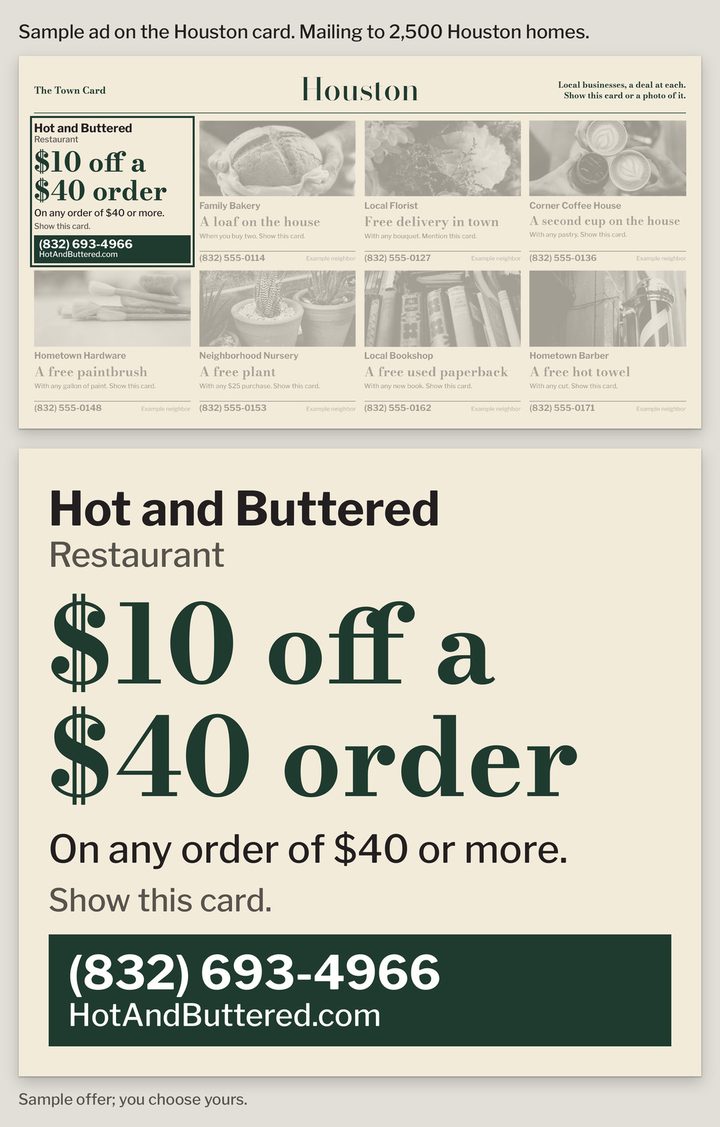 Sample ad on the Houston card. Mailing to 2,500 Houston homes.
The Town Card
Houston
Local businesses, a deal at each.
Show this card or a photo of it.
Hot and Buttered
Restaurant
$10 off a
$40 order
On any order of $40 or more.
Show this card.
(832) 693-4966
HotAndButtered.com
Family Bakery
A loaf on the house
When you buy two. Show this card.
(832) 555-0114
Example neighbor
Local Florist
Free delivery in town
With any bouquet. Mention this card.
(832) 555-0127
Example neighbor
Corner Coffee House
A second cup on the house
With any pastry. Show this card.
(832) 555-0136
Example neighbor
Hometown Hardware
A free paintbrush
With any gallon of paint. Show this card.
(832) 555-0148
Example neighbor
Neighborhood Nursery
A free plant
With any $25 purchase. Show this card.
(832) 555-0153
Example neighbor
Local Bookshop
A free used paperback
With any new book. Show this card.
(832) 555-0162
Example neighbor
Hometown Barber
A free hot towel
With any cut. Show this card.
(832) 555-0171
Example neighbor
Hot and Buttered
Restaurant
$10 off a
$40 order
On any order of $40 or more.
Show this card.
(832) 693-4966
HotAndButtered.com
Sample offer; you choose yours.